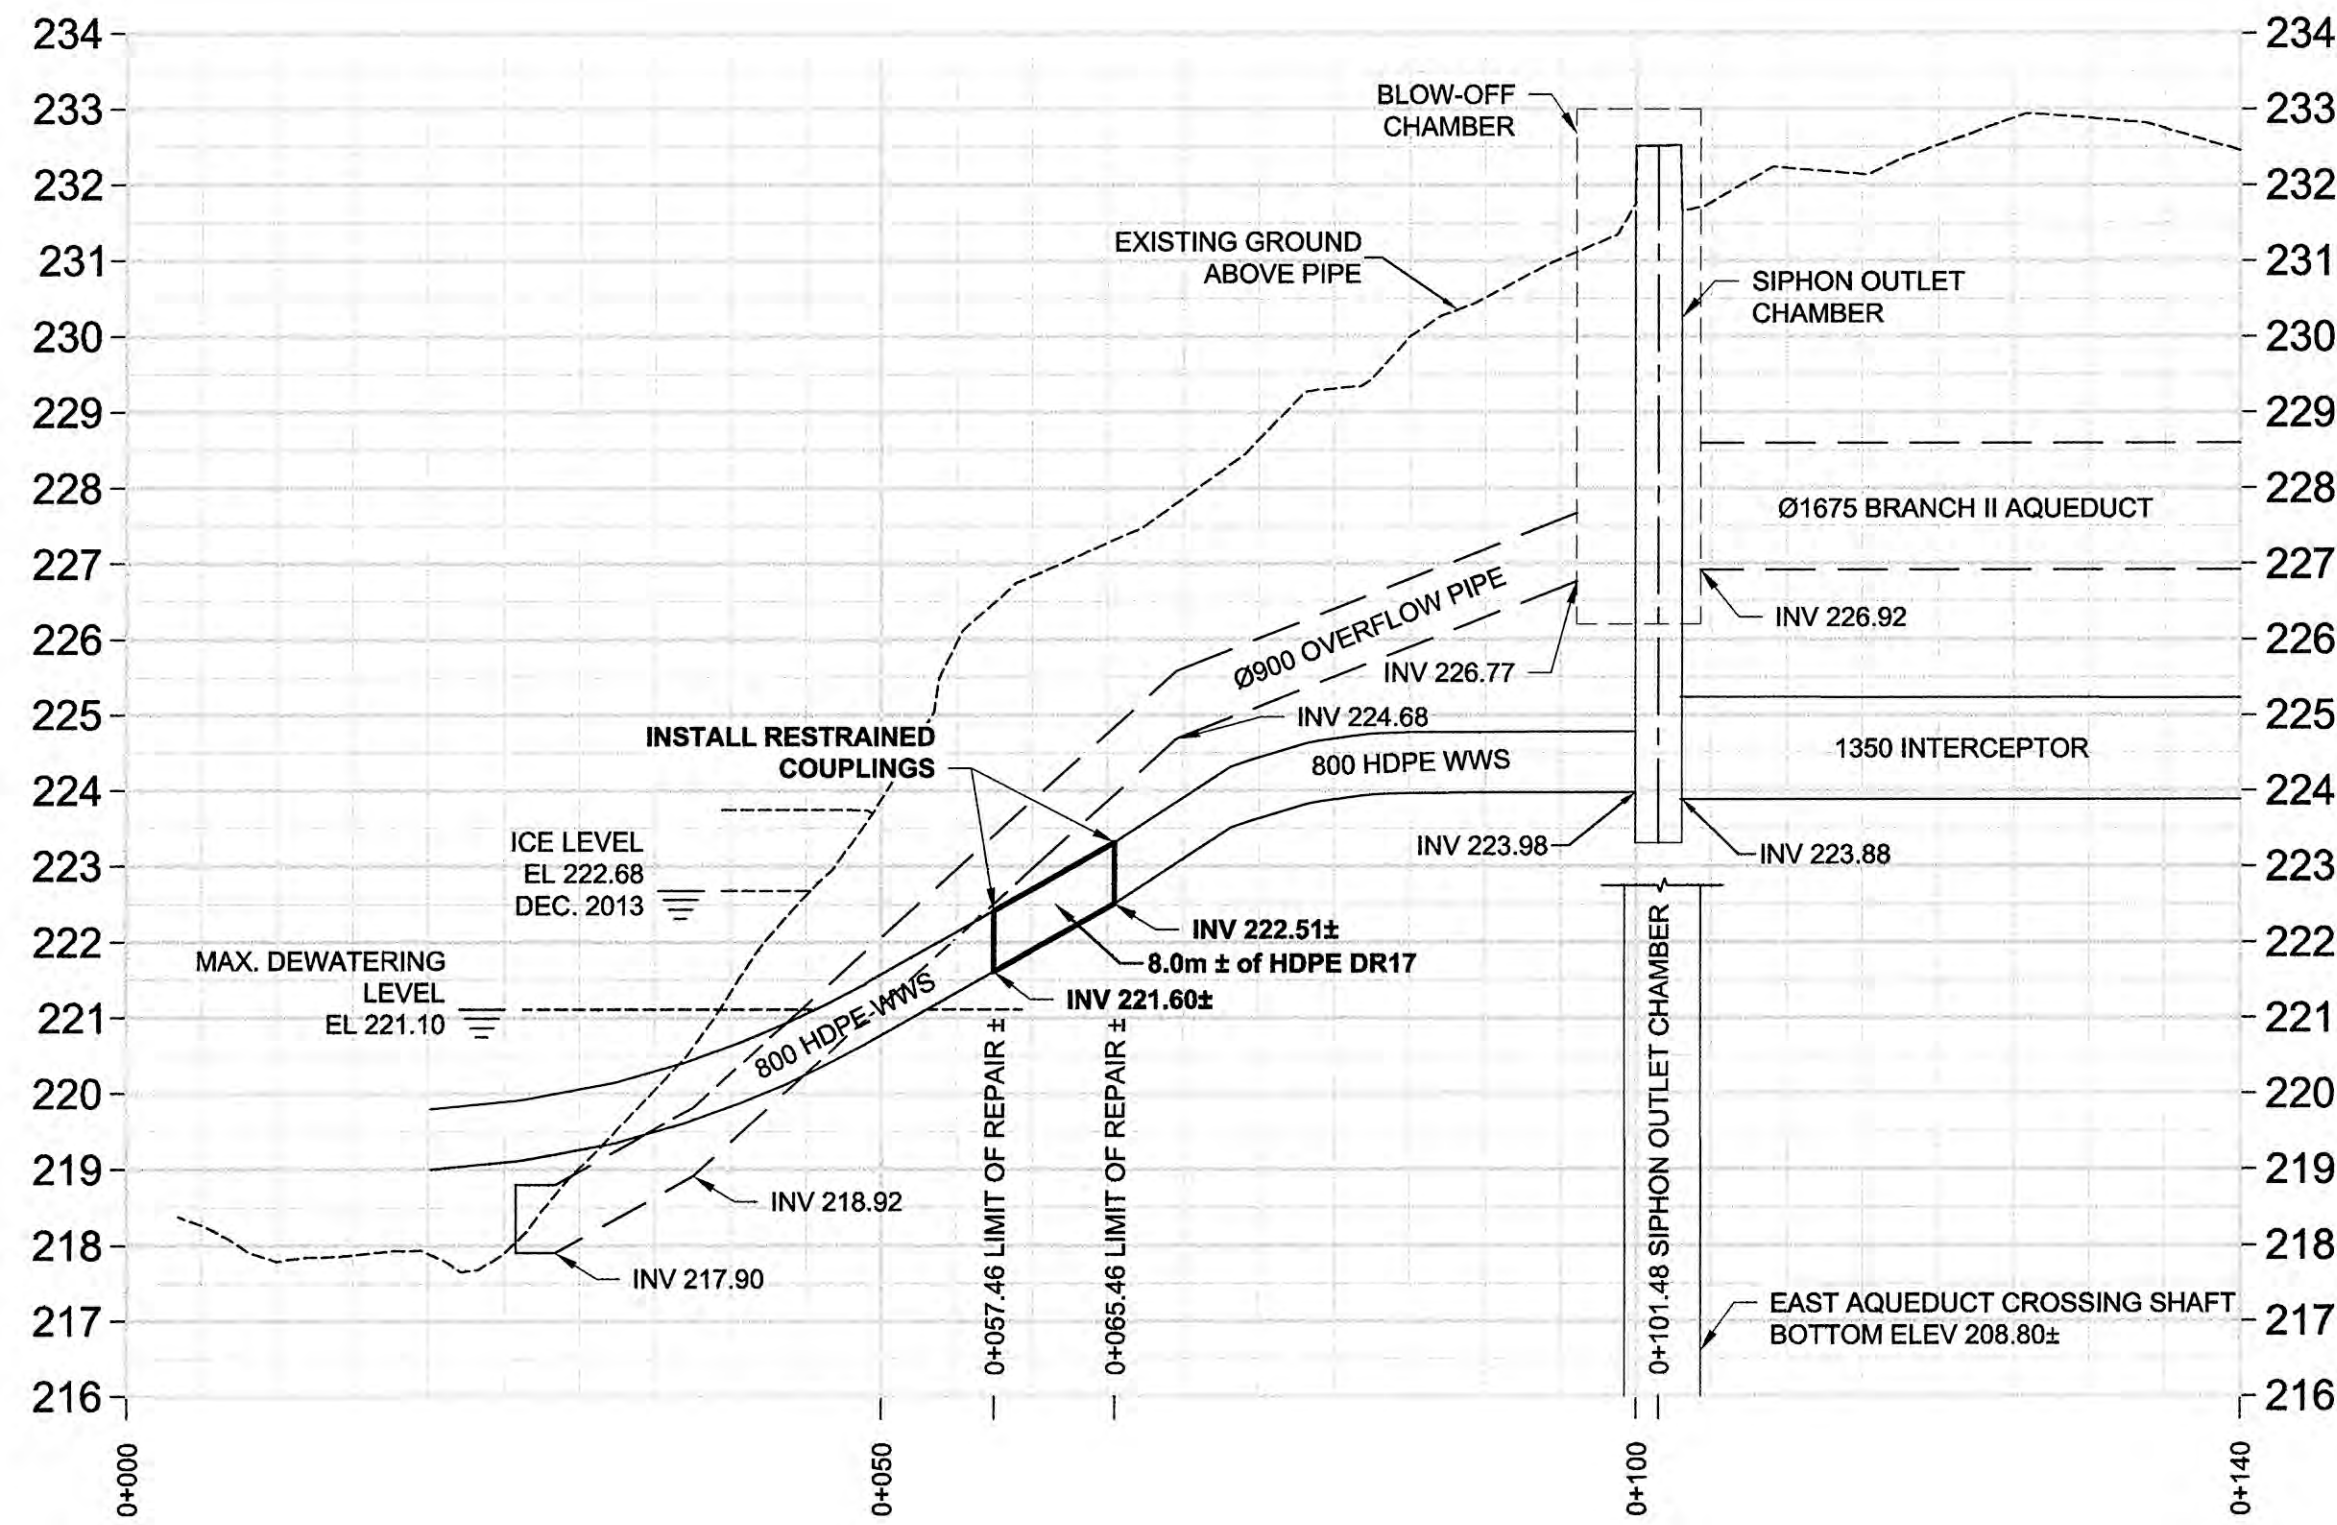 234
233
232
231
230
229
228
227
226
225
224
223
222
221
220
219
218
217
216
234
233
232
231
230
229
228
227
226
225
224
223
222
221
220
219
218
217
216
BLOW-OFF
CHAMBER
EXISTING GROUND
ABOVE PIPE
SIPHON OUTLET
CHAMBER
Ø1675 BRANCH II AQUEDUCT
INV 226.92
Ø900 OVERFLOW PIPE
INV 226.77
INV 224.68
INSTALL RESTRAINED
COUPLINGS
800 HDPE WWS
1350 INTERCEPTOR
INV 223.98
INV 223.88
ICE LEVEL
EL 222.68
DEC. 2013
INV 222.51±
8.0m ± of HDPE DR17
INV 221.60±
MAX. DEWATERING
LEVEL
EL 221.10
800 HDPE WWS
INV 218.92
INV 217.90
0+057.46 LIMIT OF REPAIR ±
0+065.46 LIMIT OF REPAIR ±
0+101.48 SIPHON OUTLET CHAMBER
EAST AQUEDUCT CROSSING SHAFT
BOTTOM ELEV 208.80±
0+000
0+050
0+100
0+140